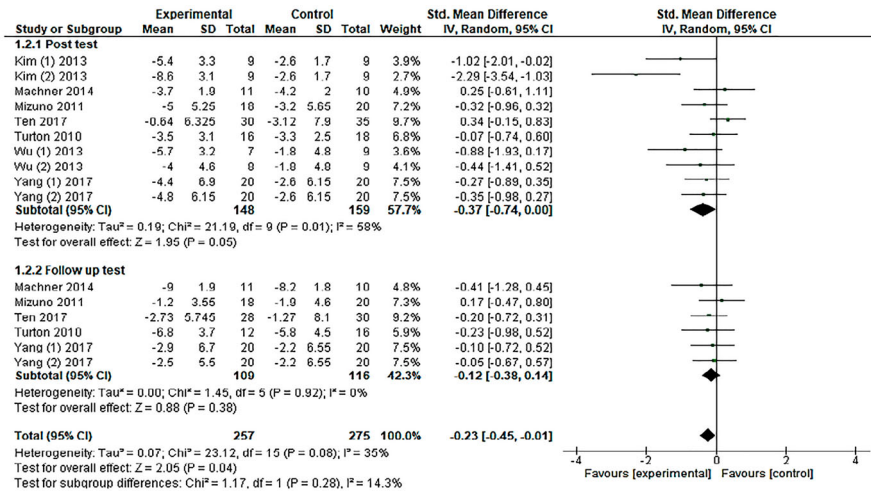 Experimental Control Std. Mean Difference Std. Mean Difference
Study or Subgroup Mean SD Total Mean SD Total Weight IV, Random, 95% CI IV, Random, 95% CI
1.2.1 Post test
Kim (1) 2013 -5.4 3.3 9 -2.6 1.7 9 3.9% -1.02 [-2.01, -0.02]
Kim (2) 2013 -8.6 3.1 9 -2.6 1.7 9 2.7% -2.29 [-3.54, -1.03]
Machner 2014 -3.7 1.9 11 -4.2 2 10 4.9% 0.25 [-0.61, 1.11]
Mizuno 2011 -5 5.25 18 -3.2 5.65 20 7.2% -0.32 [-0.96, 0.32]
Ten 2017 -0.64 6.325 30 -3.12 7.9 35 10.1% 0.34 [-0.15, 0.83]
Turton 2010 -3.5 3.1 16 -3.3 2.5 18 6.8% -0.07 [-0.74, 0.60]
Wu (1) 2013 -5.7 3.2 7 -1.8 4.8 9 3.6% -0.88 [-1.93, 0.17]
Wu (2) 2013 -4 4.6 8 -1.8 4.8 9 4.1% -0.44 [-1.41, 0.52]
Yang (1) 2017 -4.4 6.9 20 -2.6 6.15 20 7.5% -0.27 [-0.89, 0.35]
Yang (2) 2017 -4.8 6.15 20 -2.6 6.15 20 7.5% -0.35 [-0.98, 0.27]
Subtotal (95% CI) 148 159 57.7% -0.37 [-0.74, 0.00]
Heterogeneity: Tau² = 0.19; Chi² = 21.19, df = 9 (P = 0.01); I² = 58%
Test for overall effect: Z = 1.95 (P = 0.05)
1.2.2 Follow up test
Machner 2014 -9 1.9 11 -8.2 1.8 10 4.8% -0.41 [-1.28, 0.45]
Mizuno 2011 -1.2 3.55 18 -1.9 4.6 20 7.3% 0.17 [-0.47, 0.80]
Ten 2017 -2.73 5.745 28 -1.27 8.1 30 9.6% -0.20 [-0.72, 0.31]
Turton 2010 -6.8 3.7 12 -5.8 4.5 16 5.9% -0.23 [-0.98, 0.52]
Yang (1) 2017 -2.9 6.7 20 -2.2 6.55 20 7.5% -0.10 [-0.72, 0.52]
Yang (2) 2017 -2.5 5.5 20 -2.2 6.55 20 7.5% -0.05 [-0.67, 0.57]
Subtotal (95% CI) 109 116 42.3% -0.12 [-0.38, 0.14]
Heterogeneity: Tau² = 0.00; Chi² = 1.45, df = 5 (P = 0.92); I² = 0%
Test for overall effect: Z = 0.88 (P = 0.38)
Total (95% CI) 257 275 100.0% -0.23 [-0.45, -0.01]
Heterogeneity: Tau² = 0.07; Chi² = 23.12, df = 15 (P = 0.08); I² = 35%
Test for overall effect: Z = 2.05 (P = 0.04)
Test for subgroup differences: Chi² = 1.17, df = 1 (P = 0.28), I² = 14.3%
-4 -2 0 2 4
Favours [experimental] Favours [control]